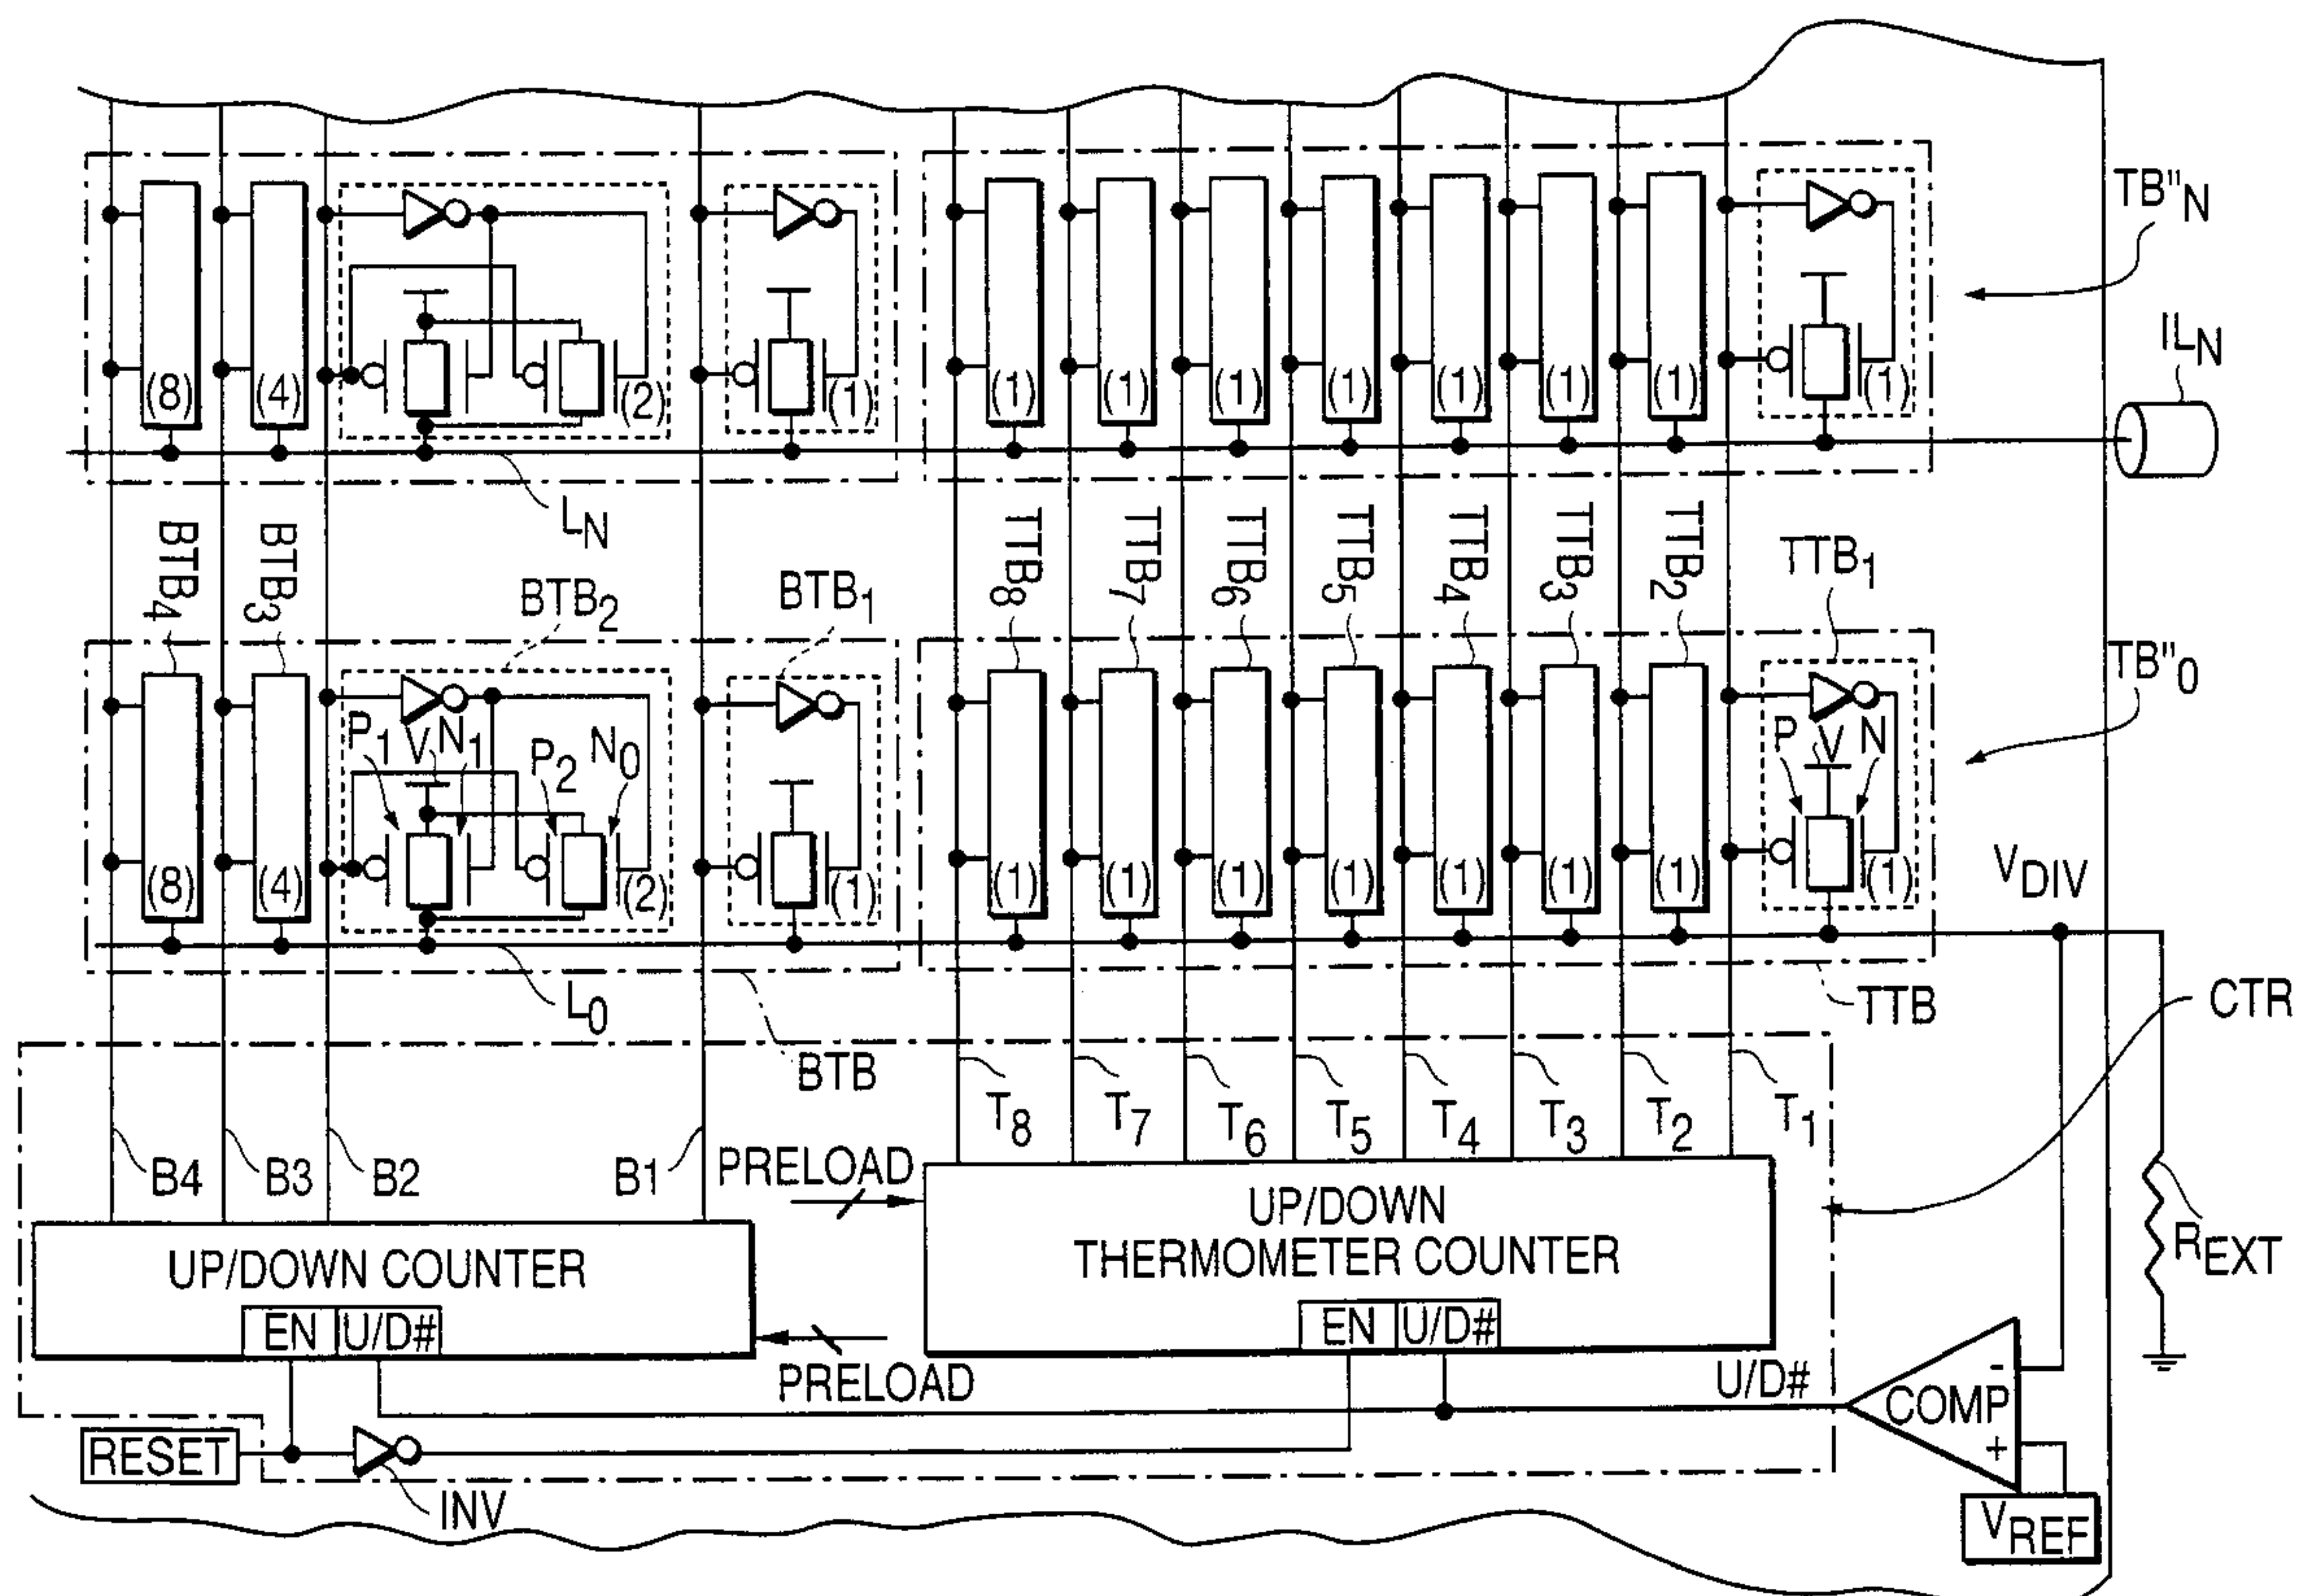 TB"N
ILN
(8) (4) (2) (1) (1) (1) (1) (1) (1) (1) (1) (1)
LN
BTB4 BTB3 BTB2 BTB1 TTB8 TTB7 TTB6 TTB5 TTB4 TTB3 TTB2 TTB1
TB"0
P1 V N1 P2 N0 P V N
(8) (4) (2) (1) (1) (1) (1) (1) (1) (1) (1) (1)
VDIV
L0
BTB
TTB
CTR
T8 T7 T6 T5 T4 T3 T2 T1
B4 B3 B2 B1
PRELOAD
UP/DOWN COUNTER
EN U/D#
UP/DOWN
THERMOMETER COUNTER
EN U/D#
REXT
PRELOAD
U/D#
COMP
-
+
RESET
INV
VREF